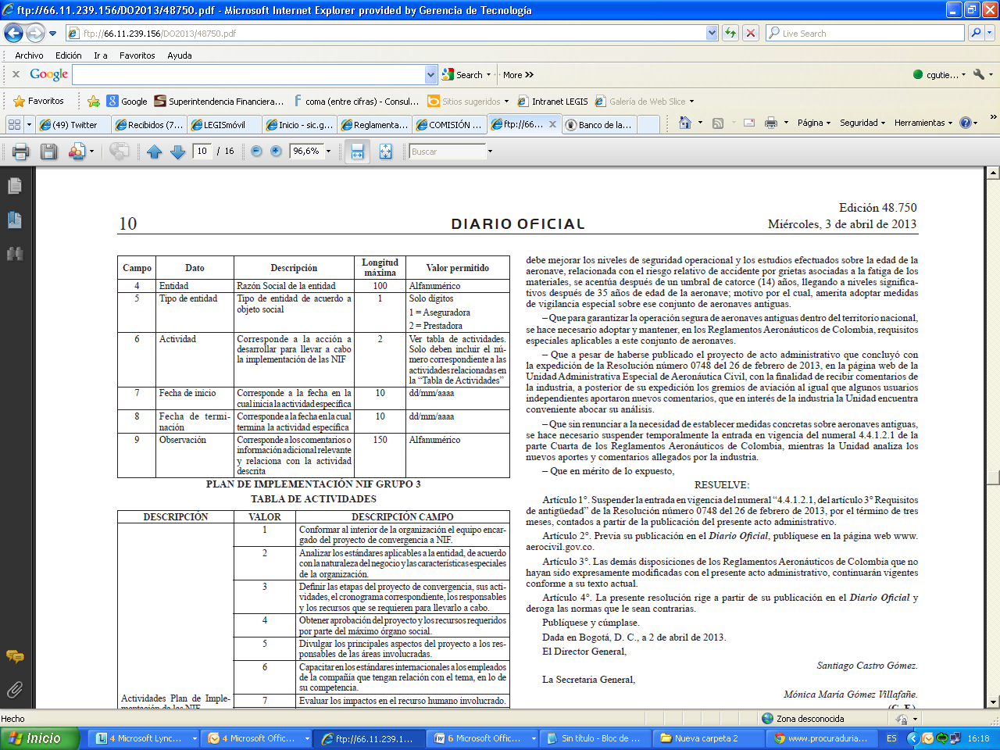 ftp://66.11.239.156/DO2013/48750.pdf - Microsoft Internet Explorer provided by Gerencia de Tecnología
ftp://66.11.239.156/DO2013/48750.pdf
Live Search
Archivo Edición Ir a Favoritos Ayuda
x Google Search More >> cgutie...
Favoritos Google Superintendencia Financiera... coma (entre cifras) - Consul... Sitios sugeridos Intranet LEGIS Galería de Web Slice
(49) Twitter Recibidos (7... LEGISmóvil Inicio - sic.g... Reglamenta... COMISIÓN ... ftp://66.... Banco de la... Página Seguridad Herramientas
10 / 16 96,6% Buscar
Edición 48.750
10 DIARIO OFICIAL Miércoles, 3 de abril de 2013
Campo Dato Descripción Longitud máxima Valor permitido
4 Entidad Razón Social de la entidad 100 Alfanumérico
5 Tipo de entidad Tipo de entidad de acuerdo a objeto social 1 Solo dígitos
1 = Aseguradora
2 = Prestadora
6 Actividad Corresponde a la acción a desarrollar para llevar a cabo la implementación de las NIF 2 Ver tabla de actividades. Solo deben incluir el número correspondiente a las actividades relacionadas en la “Tabla de Actividades”
7 Fecha de inicio Corresponde a la fecha en la cual inicia la actividad específica 10 dd/mm/aaaa
8 Fecha de terminación Corresponde a la fecha en la cual termina la actividad específica 10 dd/mm/aaaa
9 Observación Corresponde a los comentarios o información adicional relevante y relaciona con la actividad descrita 150 Alfanumérico
PLAN DE IMPLEMENTACIÓN NIF GRUPO 3
TABLA DE ACTIVIDADES
DESCRIPCIÓN VALOR DESCRIPCIÓN CAMPO
Actividades Plan de Imple-
mentación de las NIF
1 Conformar al interior de la organización el equipo encar-
gado del proyecto de convergencia a NIF.
2 Analizar los estándares aplicables a la entidad, de acuerdo
con la naturaleza del negocio y las características especiales
de la organización.
3 Definir las etapas del proyecto de convergencia, sus acti-
vidades, el cronograma correspondiente, los responsables
y los recursos que se requieren para llevarlo a cabo.
4 Obtener aprobación del proyecto y los recursos requeridos
por parte del máximo órgano social.
5 Divulgar los principales aspectos del proyecto a los res-
ponsables de las áreas involucradas.
6 Capacitar en los estándares internacionales a los empleados
de la compañía que tengan relación con el tema, en lo de
su competencia.
7 Evaluar los impactos en el recurso humano involucrado.
debe mejorar los niveles de seguridad operacional y los estudios efectuados sobre la edad de la
aeronave, relacionada con el riesgo relativo de accidente por grietas asociadas a la fatiga de los
materiales, se acentúa después de un umbral de catorce (14) años, llegando a niveles significa-
tivos después de 35 años de edad de la aeronave; motivo por el cual, amerita adoptar medidas
de vigilancia especial sobre ese conjunto de aeronaves antiguas.
– Que para garantizar la operación segura de aeronaves antiguas dentro del territorio nacional,
se hace necesario adoptar y mantener, en los Reglamentos Aeronáuticos de Colombia, requisitos
especiales aplicables a este conjunto de aeronaves.
– Que a pesar de haberse publicado el proyecto de acto administrativo que concluyó con
la expedición de la Resolución número 0748 del 26 de febrero de 2013, en la página web de la
Unidad Administrativa Especial de Aeronáutica Civil, con la finalidad de recibir comentarios de
la industria, a posterior de su expedición los gremios de aviación al igual que algunos usuarios
independientes aportaron nuevos comentarios, que en interés de la industria la Unidad encuentra
conveniente abocar su análisis.
– Que sin renunciar a la necesidad de establecer medidas concretas sobre aeronaves antiguas,
se hace necesario suspender temporalmente la entrada en vigencia del numeral 4.4.1.2.1 de la
parte Cuarta de los Reglamentos Aeronáuticos de Colombia, mientras la Unidad analiza los
nuevos aportes y comentarios allegados por la industria.
– Que en mérito de lo expuesto,
RESUELVE:
Artículo 1°. Suspender la entrada en vigencia del numeral “4.4.1.2.1, del artículo 3° Requisitos
de antigüedad” de la Resolución número 0748 del 26 de febrero de 2013, por el término de tres
meses, contados a partir de la publicación del presente acto administrativo.
Artículo 2°. Previa su publicación en el Diario Oficial, publíquese en la página web www.
aerocivil.gov.co.
Artículo 3°. Las demás disposiciones de los Reglamentos Aeronáuticos de Colombia que no
hayan sido expresamente modificadas con el presente acto administrativo, continuarán vigentes
conforme a su texto actual.
Artículo 4°. La presente resolución rige a partir de su publicación en el Diario Oficial y
deroga las normas que le sean contrarias.
Publíquese y cúmplase.
Dada en Bogotá, D. C., a 2 de abril de 2013.
El Director General,
Santiago Castro Gómez.
La Secretaria General,
Mónica María Gómez Villafañe.
(C. F.)
Hecho Zona desconocida
Inicio 4 Microsoft Lync... 4 Microsoft Offic... ftp://66.11.239.1... 6 Microsoft Offic... Sin título - Bloc de ... Nueva carpeta 2 www.procuraduria... ES 16:18